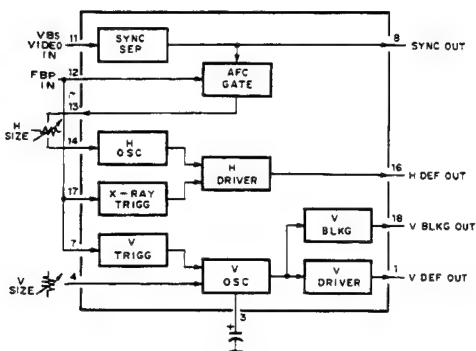 VBS
VIDEO
IN
11
SYNC
SEP
8
SYNC OUT
FBP
IN
12
AFC
GATE
13
H
SIZE
14
H
OSC
H
DRIVER
16
H DEF OUT
17
X-RAY
TRIGG
V
BLKG
18
V BLKG OUT
7
V
TRIGG
V
SIZE
4
V
OSC
V
DRIVER
1
V DEF OUT
3
+